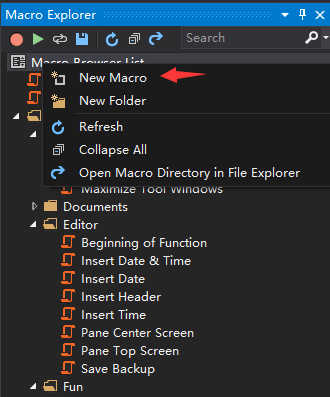 Macro Explorer
Search
Macro Browser List
New Macro
New Folder
Refresh
Collapse All
Open Macro Directory in File Explorer
Maximize Tool Windows
Documents
Editor
Beginning of Function
Insert Date & Time
Insert Date
Insert Header
Insert Time
Pane Center Screen
Pane Top Screen
Save Backup
Fun